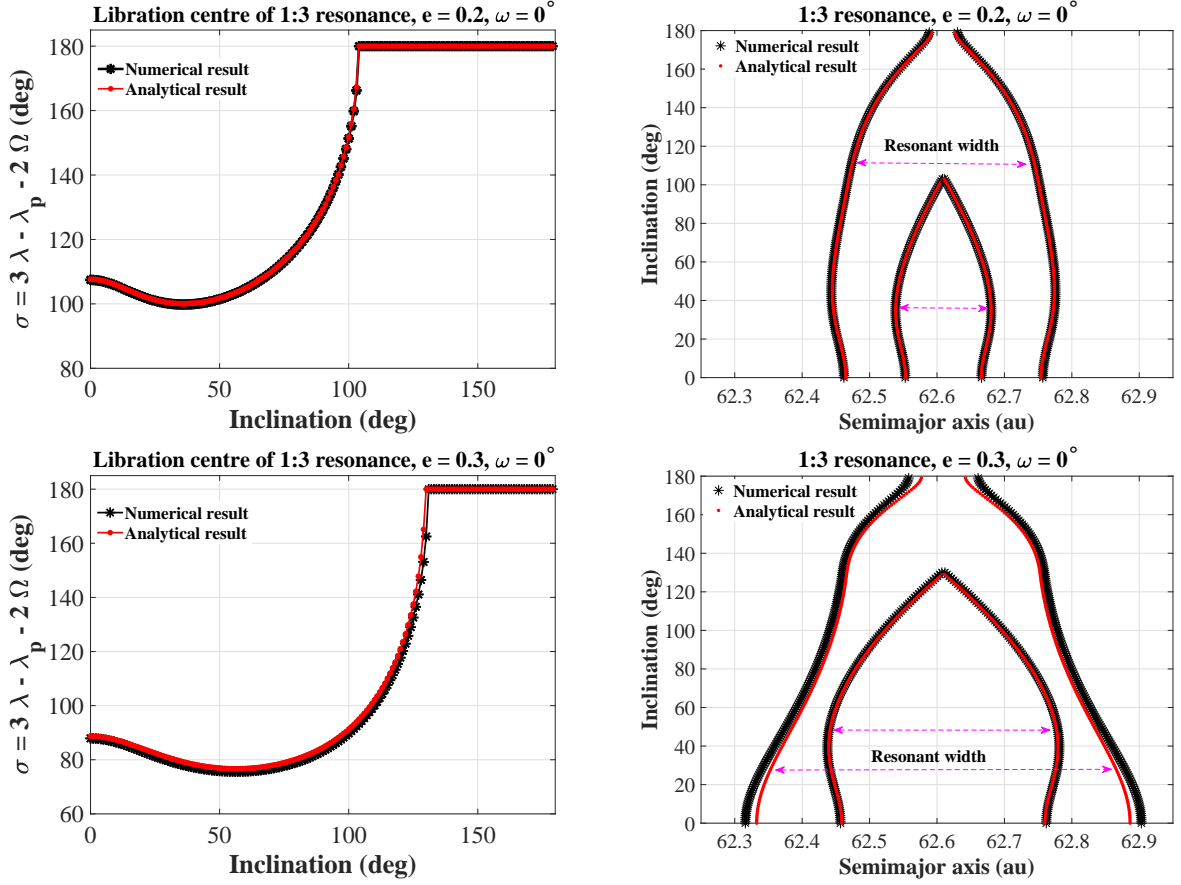 Libration centre of 1:3 resonance, e = 0.2, ω = 0°
180
160
140
120
100
80
0
50
100
150
Numerical result
Analytical result
σ = 3 λ - λp - 2 Ω (deg)
Inclination (deg)
1:3 resonance, e = 0.2, ω = 0°
180
160
140
120
100
80
60
40
20
0
62.3
62.4
62.5
62.6
62.7
62.8
62.9
Numerical result
Analytical result
Resonant width
Inclination (deg)
Semimajor axis (au)
Libration centre of 1:3 resonance, e = 0.3, ω = 0°
180
160
140
120
100
80
60
0
50
100
150
Numerical result
Analytical result
σ = 3 λ - λp - 2 Ω (deg)
Inclination (deg)
1:3 resonance, e = 0.3, ω = 0°
180
160
140
120
100
80
60
40
20
0
62.3
62.4
62.5
62.6
62.7
62.8
62.9
Numerical result
Analytical result
Resonant width
Inclination (deg)
Semimajor axis (au)